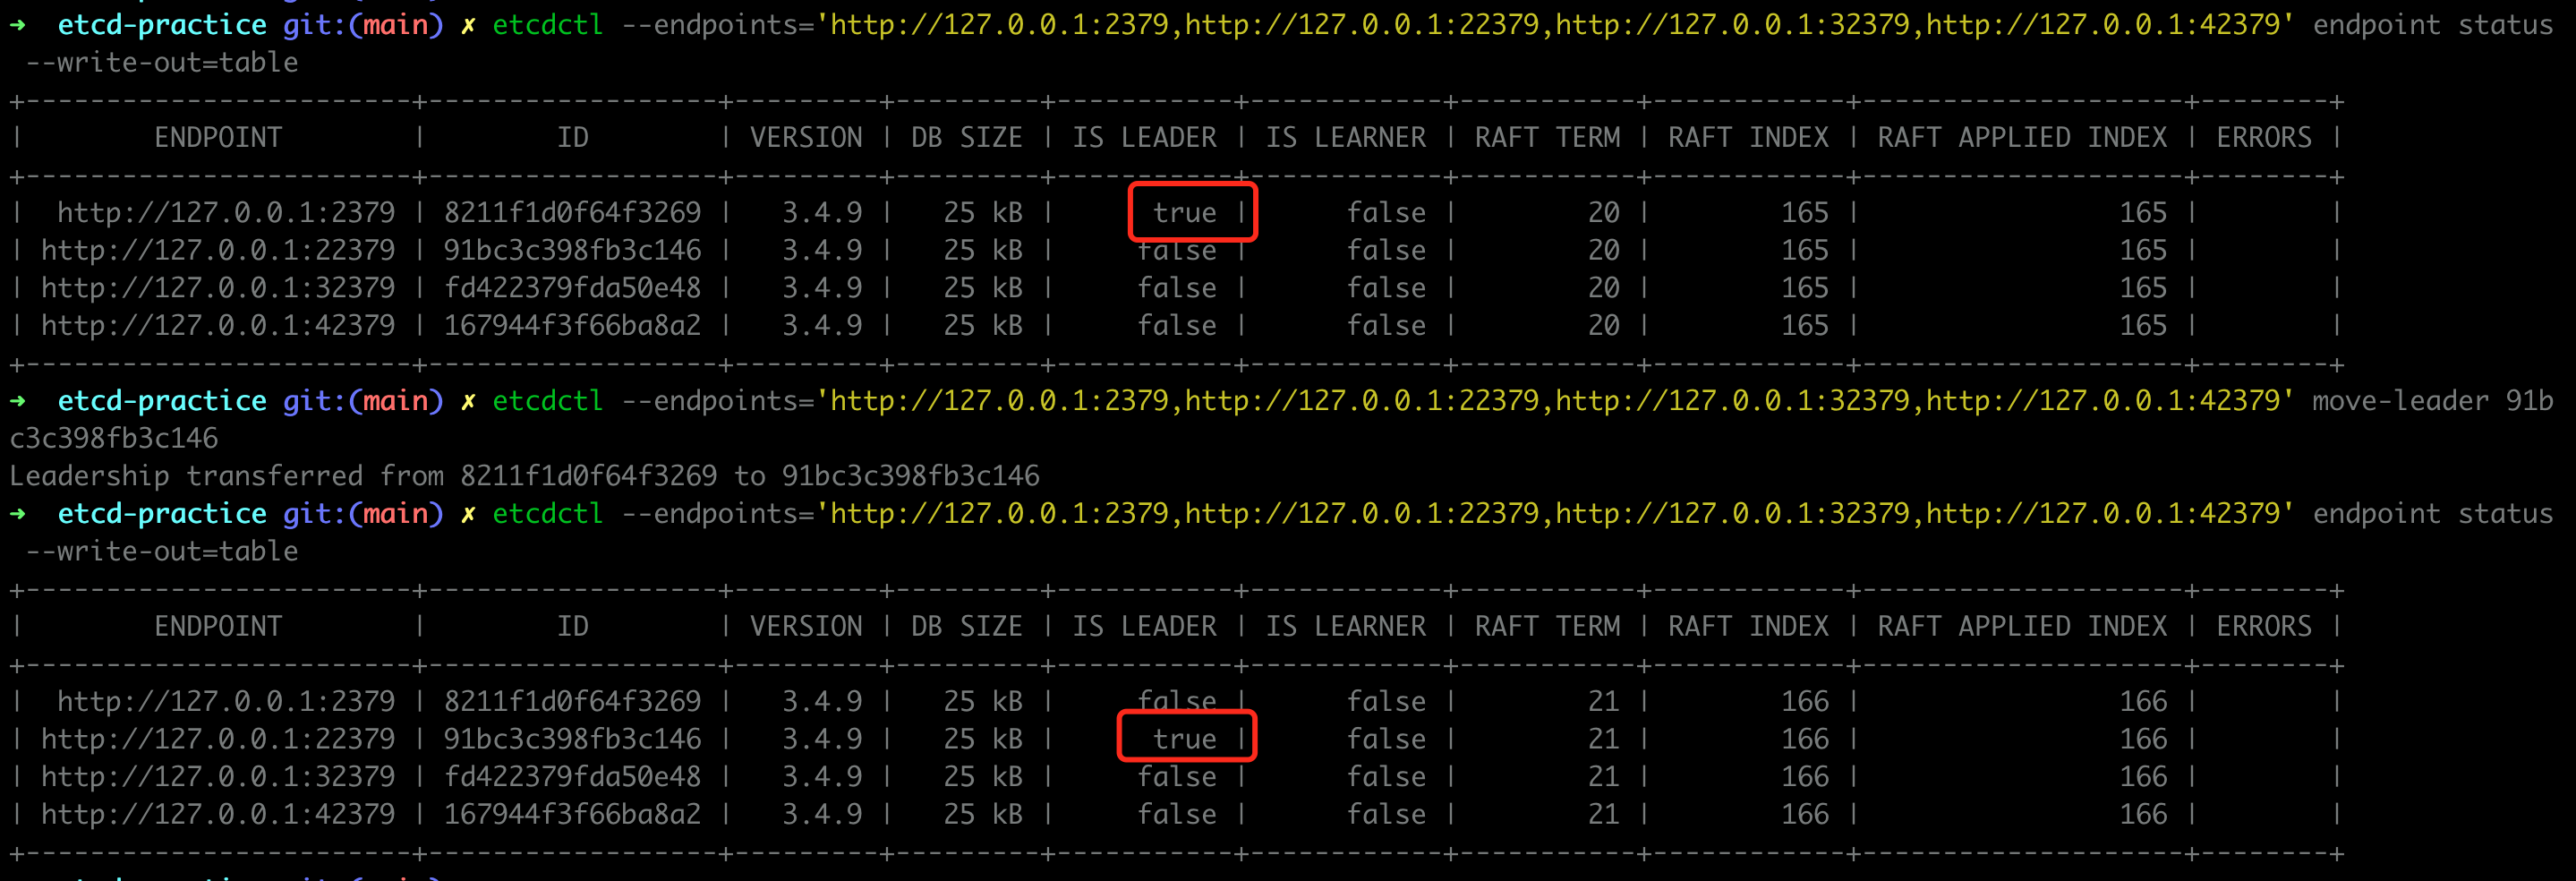 ➜  etcd-practice git:(main) ✗ etcdctl --endpoints='http://127.0.0.1:2379,http://127.0.0.1:22379,http://127.0.0.1:32379,http://127.0.0.1:42379' endpoint status
 --write-out=table
+------------------------+------------------+---------+---------+-----------+------------+-----------+------------+--------------------+--------+
|        ENDPOINT        |        ID        | VERSION | DB SIZE | IS LEADER | IS LEARNER | RAFT TERM | RAFT INDEX | RAFT APPLIED INDEX | ERRORS |
+------------------------+------------------+---------+---------+-----------+------------+-----------+------------+--------------------+--------+
|  http://127.0.0.1:2379 | 8211f1d0f64f3269 |   3.4.9 |   25 kB |      true |      false |        20 |        165 |                165 |        |
| http://127.0.0.1:22379 | 91bc3c398fb3c146 |   3.4.9 |   25 kB |     false |      false |        20 |        165 |                165 |        |
| http://127.0.0.1:32379 | fd422379fda50e48 |   3.4.9 |   25 kB |     false |      false |        20 |        165 |                165 |        |
| http://127.0.0.1:42379 | 167944f3f66ba8a2 |   3.4.9 |   25 kB |     false |      false |        20 |        165 |                165 |        |
+------------------------+------------------+---------+---------+-----------+------------+-----------+------------+--------------------+--------+
➜  etcd-practice git:(main) ✗ etcdctl --endpoints='http://127.0.0.1:2379,http://127.0.0.1:22379,http://127.0.0.1:32379,http://127.0.0.1:42379' move-leader 91b
c3c398fb3c146
Leadership transferred from 8211f1d0f64f3269 to 91bc3c398fb3c146
➜  etcd-practice git:(main) ✗ etcdctl --endpoints='http://127.0.0.1:2379,http://127.0.0.1:22379,http://127.0.0.1:32379,http://127.0.0.1:42379' endpoint status
 --write-out=table
+------------------------+------------------+---------+---------+-----------+------------+-----------+------------+--------------------+--------+
|        ENDPOINT        |        ID        | VERSION | DB SIZE | IS LEADER | IS LEARNER | RAFT TERM | RAFT INDEX | RAFT APPLIED INDEX | ERRORS |
+------------------------+------------------+---------+---------+-----------+------------+-----------+------------+--------------------+--------+
|  http://127.0.0.1:2379 | 8211f1d0f64f3269 |   3.4.9 |   25 kB |     false |      false |        21 |        166 |                166 |        |
| http://127.0.0.1:22379 | 91bc3c398fb3c146 |   3.4.9 |   25 kB |      true |      false |        21 |        166 |                166 |        |
| http://127.0.0.1:32379 | fd422379fda50e48 |   3.4.9 |   25 kB |     false |      false |        21 |        166 |                166 |        |
| http://127.0.0.1:42379 | 167944f3f66ba8a2 |   3.4.9 |   25 kB |     false |      false |        21 |        166 |                166 |        |
+------------------------+------------------+---------+---------+-----------+------------+-----------+------------+--------------------+--------+